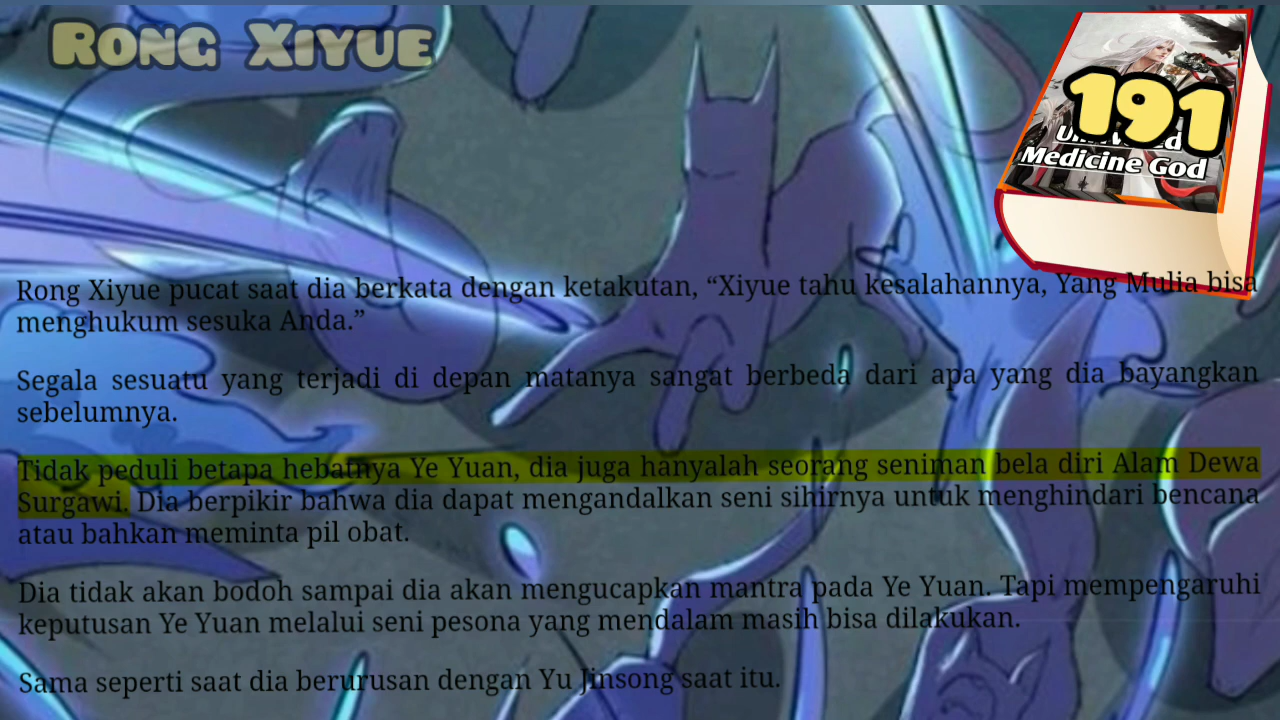 Rong Xiyue
191
Medicine God
Rong Xiyue pucat saat dia berkata dengan ketakutan, “Xiyue tahu kesalahannya, Yang Mulia bisa
menghukum sesuka Anda.”
Segala sesuatu yang terjadi di depan matanya sangat berbeda dari apa yang dia bayangkan
sebelumnya.
Tidak peduli betapa hebatnya Ye Yuan, dia juga hanyalah seorang seniman bela diri Alam Dewa
Surgawi. Dia berpikir bahwa dia dapat mengandalkan seni sihirnya untuk menghindari bencana
atau bahkan meminta pil obat.
Dia tidak akan bodoh sampai dia akan mengucapkan mantra pada Ye Yuan. Tapi mempengaruhi
keputusan Ye Yuan melalui seni pesona yang mendalam masih bisa dilakukan.
Sama seperti saat dia berurusan dengan Yu Jinsong saat itu.